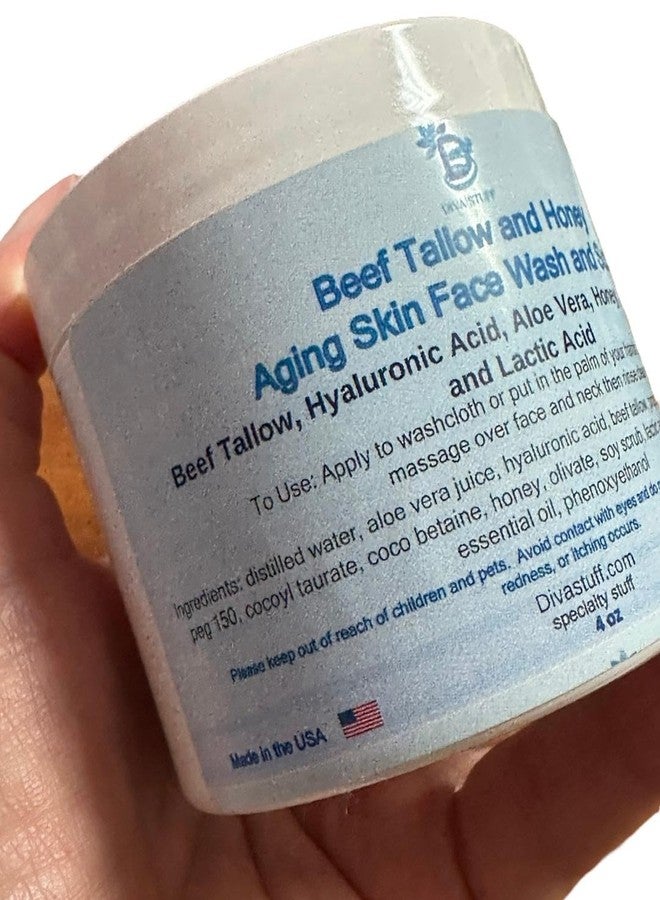 DIVA STUFF
Beef Tallow and Honey
Aging Skin Face Wash and
Beef Tallow, Hyaluronic Acid, Aloe Vera, Honey
and Lactic Acid
To Use: Apply to washcloth or put in the palm of your
massage over face and neck then rinse
Ingredients: distilled water, aloe vera juice, hyaluronic acid, beef tallow,
peg 150, cocoyl taurate, coco betaine, honey, olivate, soy scrub,
essential oil, phenoxyethanol
Please keep out of reach of children and pets. Avoid contact with eyes and do
redness, or itching occurs.
Divastuff.com
specialty stuff
4 oz
Made in the USA